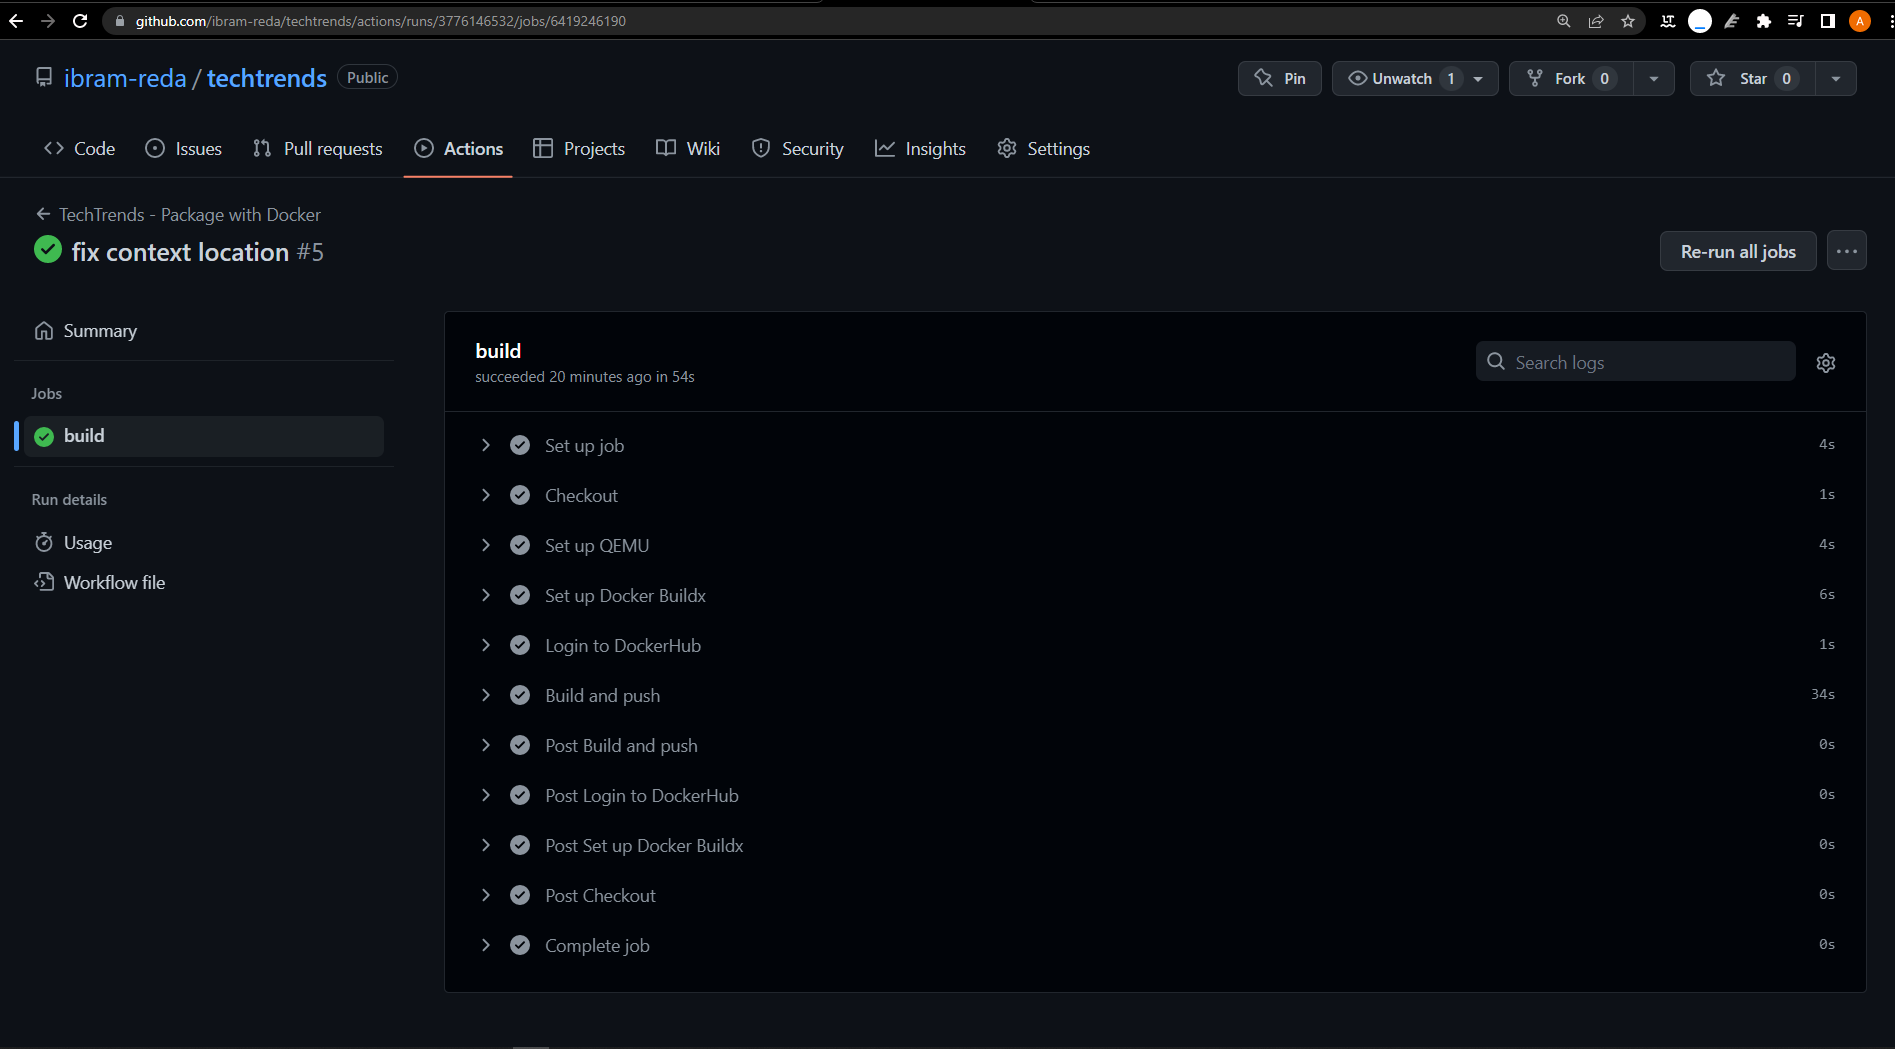 github.com/ibram-reda/techtrends/actions/runs/3776146532/jobs/6419246190
A
ibram-reda / techtrends Public
Pin
Unwatch 1
Fork 0
Star 0
Code
Issues
Pull requests
Actions
Projects
Wiki
Security
Insights
Settings
TechTrends - Package with Docker
fix context location #5
Re-run all jobs
Summary
Jobs
build
Run details
Usage
Workflow file
build
succeeded 20 minutes ago in 54s
Search logs
Set up job 4s
Checkout 1s
Set up QEMU 4s
Set up Docker Buildx 6s
Login to DockerHub 1s
Build and push 34s
Post Build and push 0s
Post Login to DockerHub 0s
Post Set up Docker Buildx 0s
Post Checkout 0s
Complete job 0s